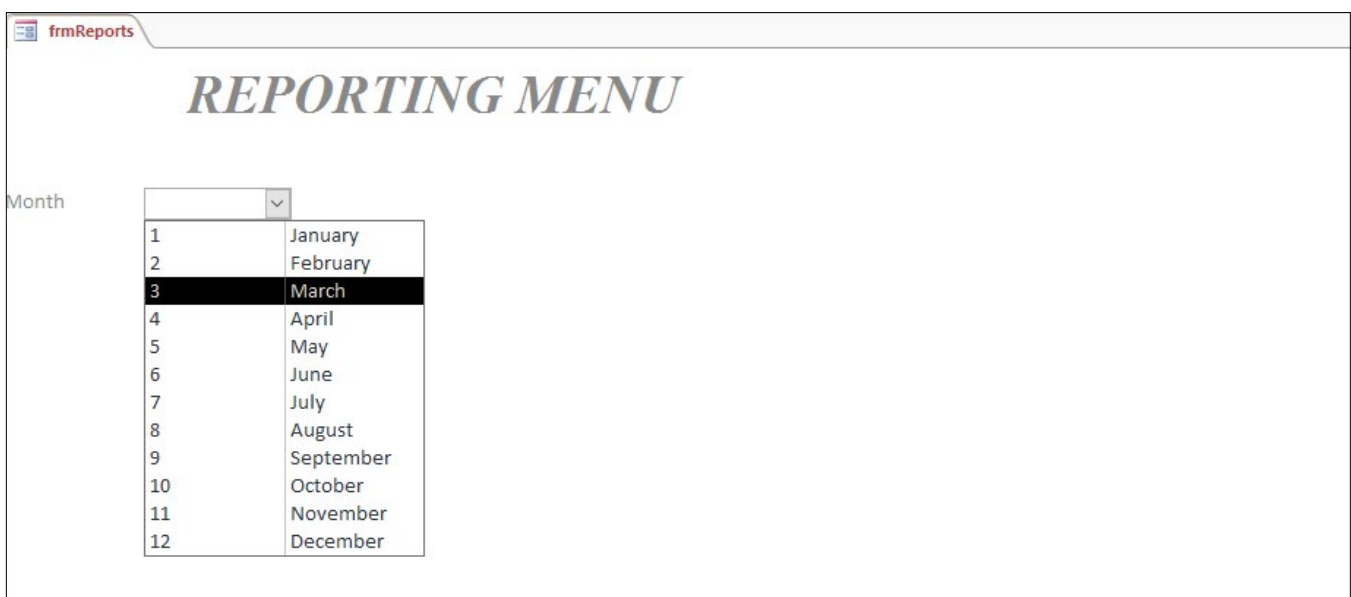 frmReports
REPORTING MENU
Month
1 January
2 February
3 March
4 April
5 May
6 June
7 July
8 August
9 September
10 October
11 November
12 December